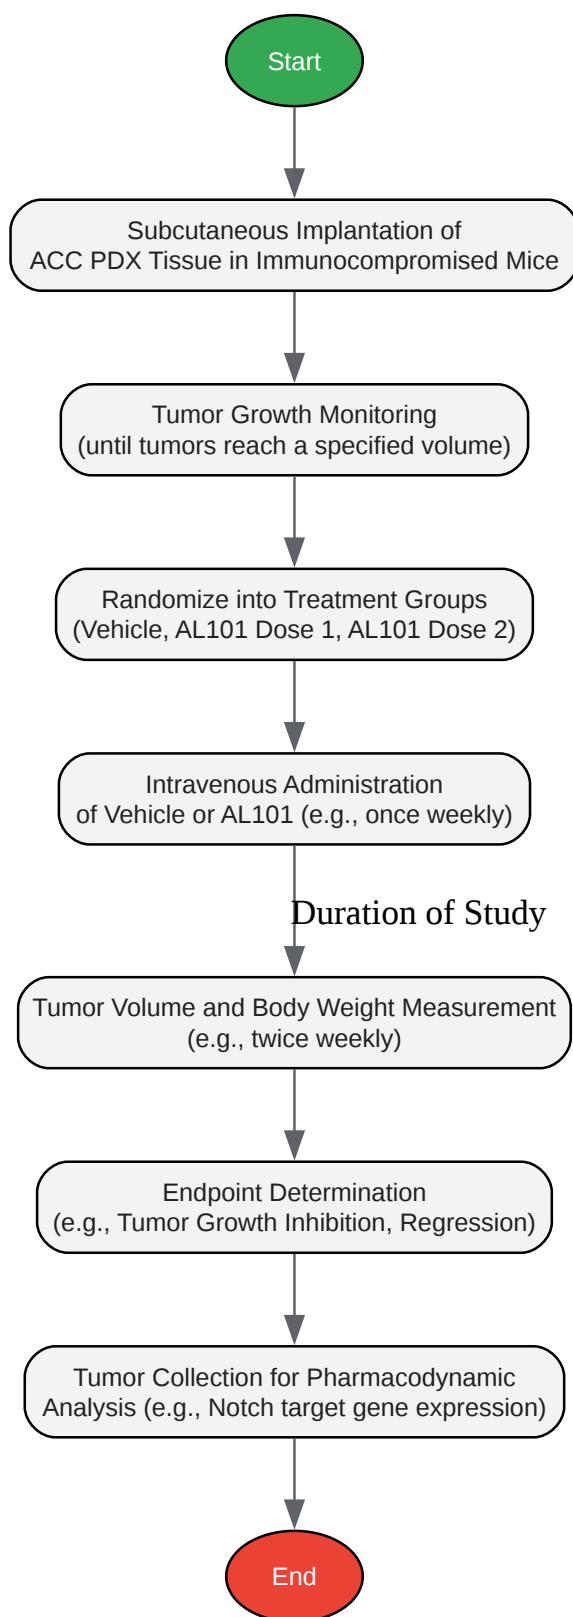 Start
Subcutaneous Implantation of
ACC PDX Tissue in Immunocompromised Mice
Tumor Growth Monitoring
(until tumors reach a specified volume)
Randomize into Treatment Groups
(Vehicle, AL101 Dose 1, AL101 Dose 2)
Intravenous Administration
of Vehicle or AL101 (e.g., once weekly)
Duration of Study
Tumor Volume and Body Weight Measurement
(e.g., twice weekly)
Endpoint Determination
(e.g., Tumor Growth Inhibition, Regression)
Tumor Collection for Pharmacodynamic
Analysis (e.g., Notch target gene expression)
End